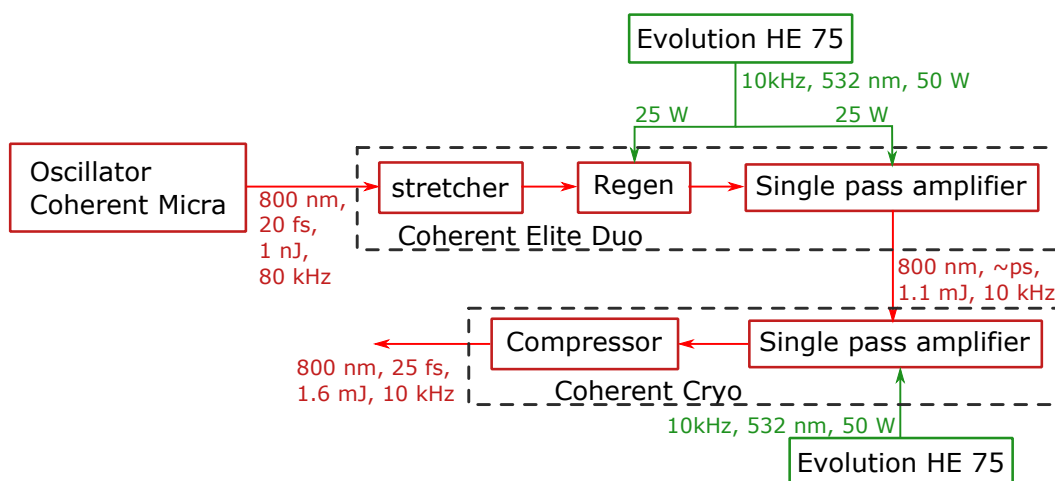 Evolution HE 75
10kHz, 532 nm, 50 W
25 W
25 W
Oscillator
Coherent Micra
stretcher
Regen
Single pass amplifier
800 nm,
20 fs,
1 nJ,
80 kHz
Coherent Elite Duo
800 nm, ~ps,
1.1 mJ, 10 kHz
Compressor
Single pass amplifier
800 nm, 25 fs,
1.6 mJ, 10 kHz
Coherent Cryo
10kHz, 532 nm, 50 W
Evolution HE 75